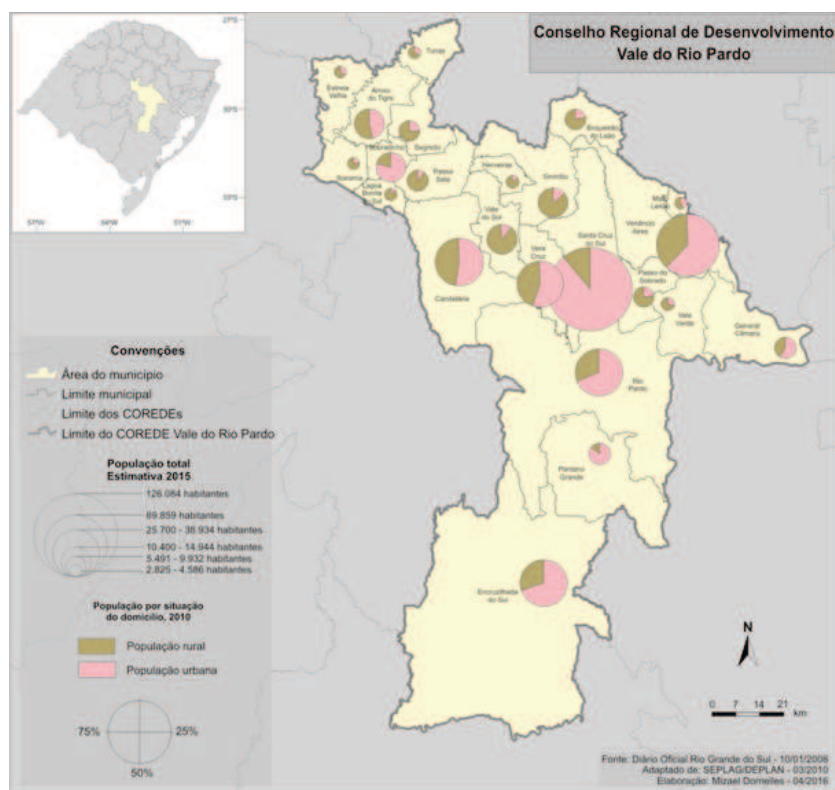 Conselho Regional de Desenvolvimento
Vale do Rio Pardo
27°S
30°S
33°S
57°W
54°W
51°W
Tunas
Estrela
Velha
Arroio
do Tigre
Segredo
Sobradinho
Ibarama
Passa
Sete
Lagoa
Bonita
do Sul
Boqueirão
do Leão
Herveiras
Sinimbu
Mato
Leitão
Vale
do Sul
Santa Cruz
do Sul
Venâncio
Aires
Vera
Cruz
Candelária
Passo do
Sobrado
Vale
Verde
General
Câmara
Rio
Pardo
Pantano
Grande
Encruzilhada
do Sul
Convenções
Área do município
Limite municipal
Limite dos COREDEs
Limite do COREDE Vale do Rio Pardo
População total
Estimativa 2015
126.084 habitantes
69.859 habitantes
25.700 - 38.934 habitantes
10.400 - 14.944 habitantes
5.491 - 9.932 habitantes
2.825 - 4.586 habitantes
População por situação
do domicílio, 2010
População rural
População urbana
75%
25%
50%
N
0 7 14 21
km
Fonte: Diário Oficial Rio Grande do Sul - 10/01/2008
Adaptado de: SEPLAG/DEPLAN - 03/2010
Elaboração: Mizael Dornelles - 04/2016